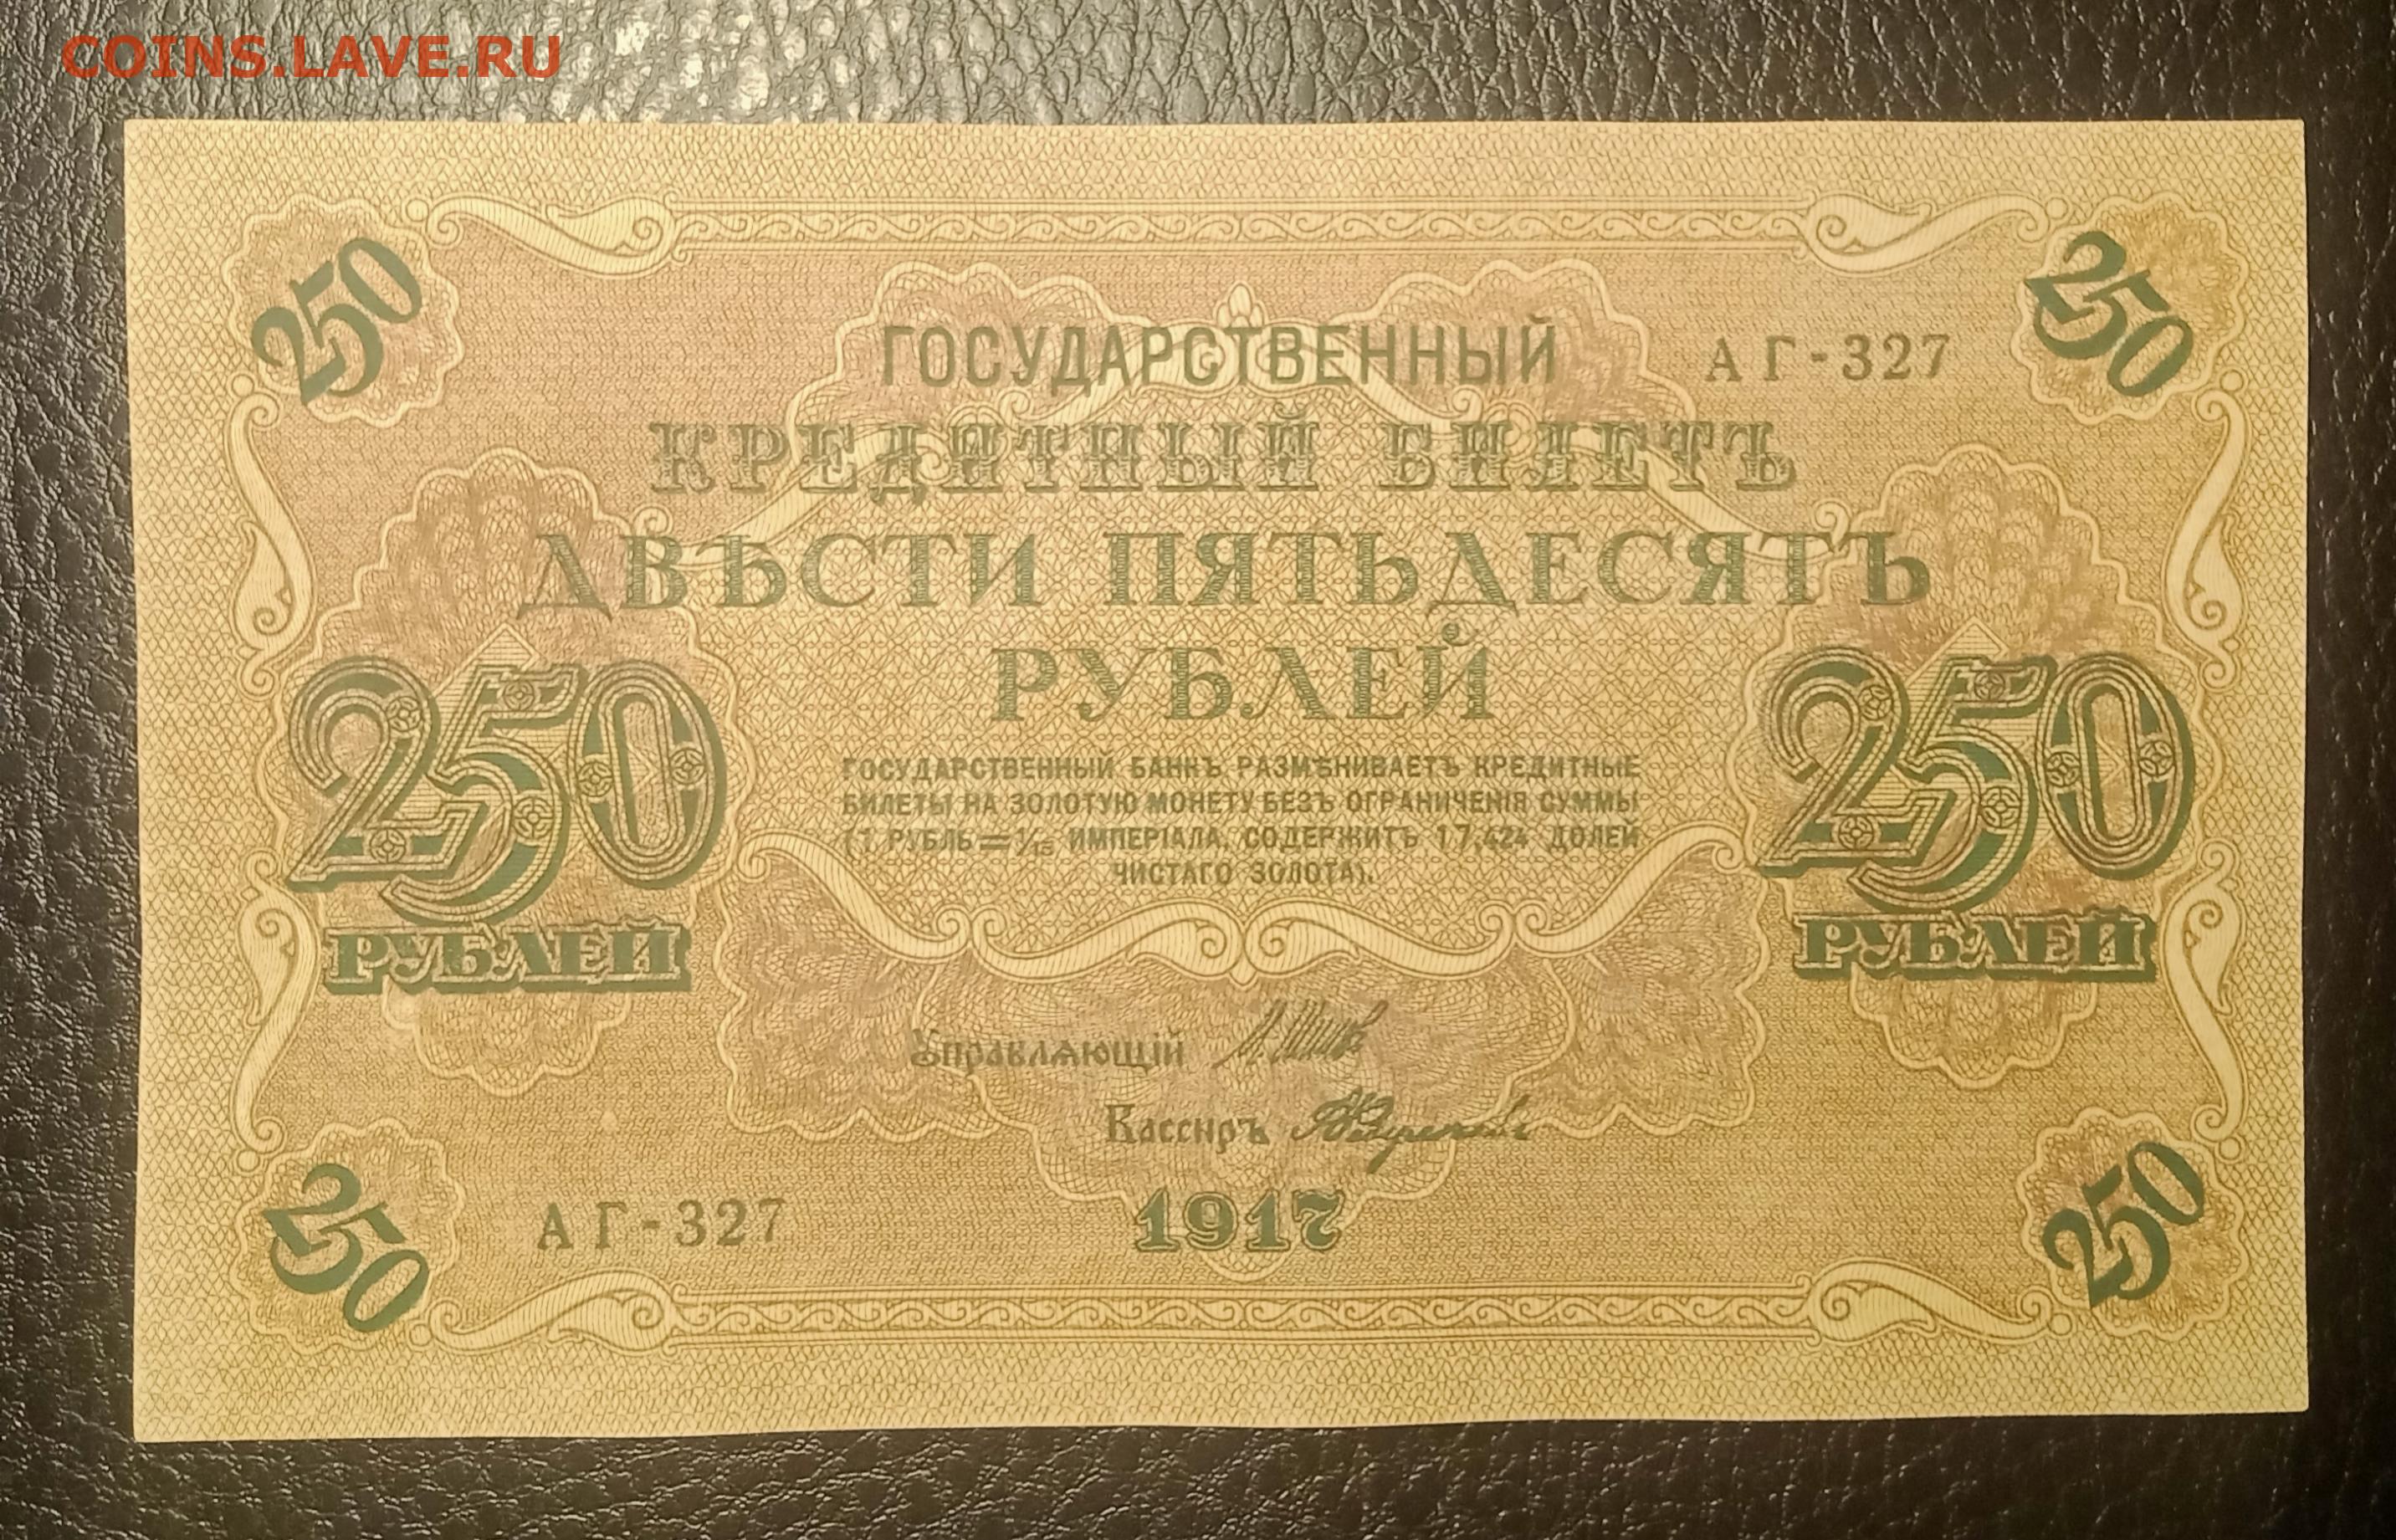 COINS.LAVE.RU
250
250
ГОСУДАРСТВЕННЫЙ
АГ-327
КРЕДИТНЫЙ БИЛЕТЪ
ДВѢСТИ ПЯТЬДЕСЯТЪ
РУБЛЕЙ
250
РУБЛЕЙ
250
РУБЛЕЙ
ГОСУДАРСТВЕННЫЙ БАНКЪ РАЗМѢНИВАЕТЪ КРЕДИТНЫЕ
БИЛЕТЫ НА ЗОЛОТУЮ МОНЕТУ БЕЗЪ ОГРАНИЧЕНІЯ СУММЫ
(1 РУБЛЬ=1/15 ИМПЕРІАЛА, СОДЕРЖИТЪ 17,424 ДОЛЕЙ
ЧИСТАГО ЗОЛОТА).
Управляющій
Кассиръ
АГ-327
1917
250
250